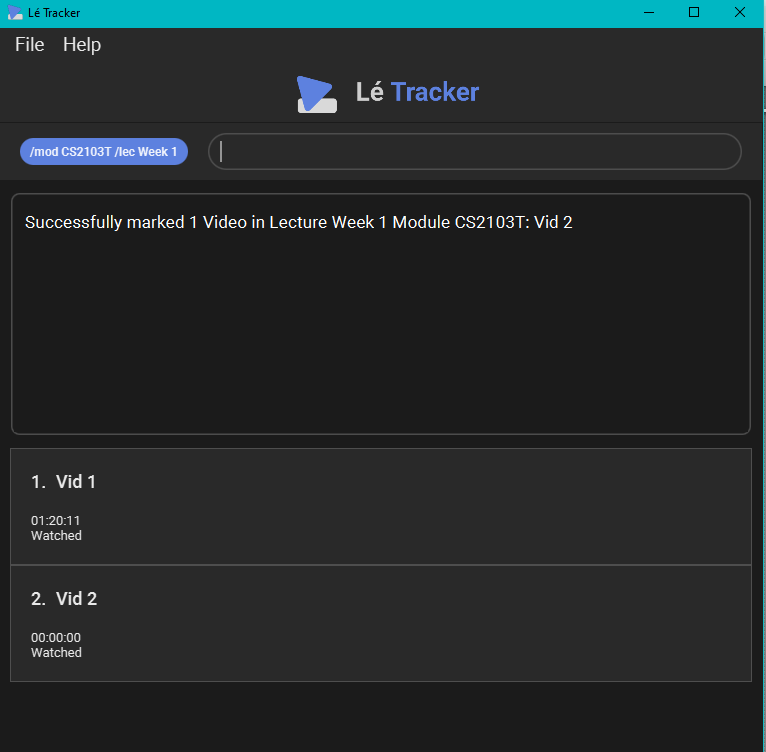 Lé Tracker
File Help
Lé Tracker
/mod CS2103T /lec Week 1
Successfully marked 1 Video in Lecture Week 1 Module CS2103T: Vid 2
1. Vid 1
01:20:11
Watched
2. Vid 2
00:00:00
Watched